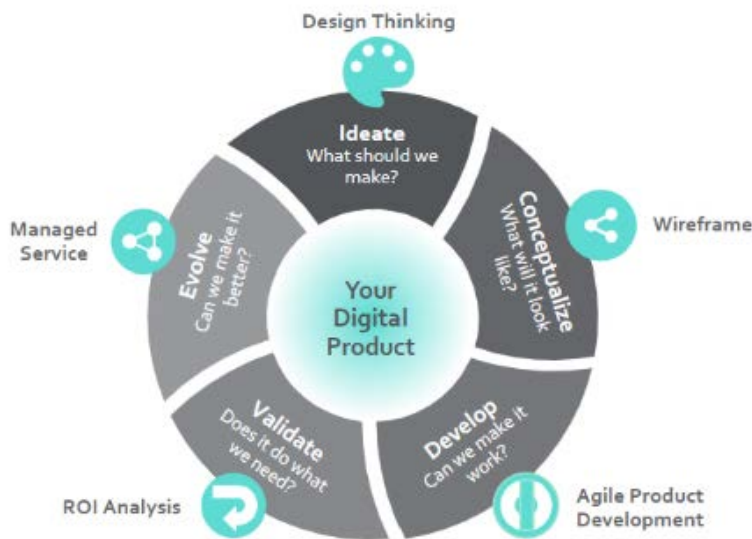 Design Thinking
Ideate
What should we
make?
Conceptualize
What will it look
like?
Wireframe
Develop
Can we make it
work?
Agile Product
Development
Validate
Does it do what
we need?
ROI Analysis
Evolve
Can we make it
better?
Managed
Service
Your
Digital
Product